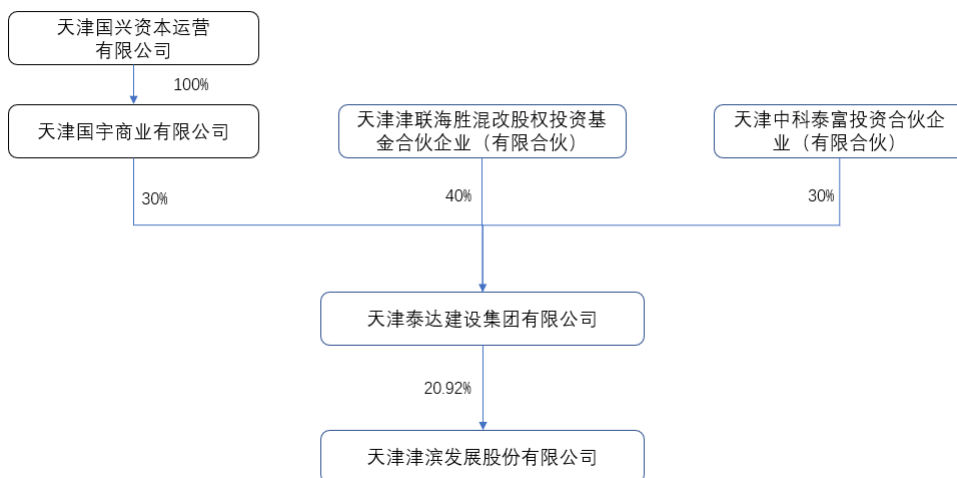 天津国兴资本运营
有限公司
100%
天津国宇商业有限公司
天津津联海胜混改股权投资基
金合伙企业（有限合伙）
天津中科泰富投资合伙企
业（有限合伙）
30%
40%
30%
天津泰达建设集团有限公司
20.92%
天津津滨发展股份有限公司